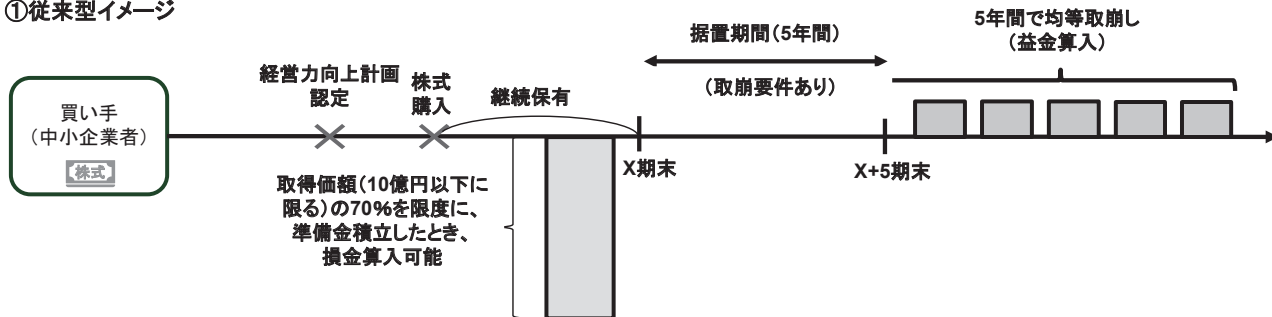 ①従来型イメージ
買い手
（中小企業者）
株式
経営力向上計画
認定
株式
購入
継続保有
取得価額（10億円以下に
限る）の70%を限度に、
準備金積立したとき、
損金算入可能
X期末
据置期間（5年間）
（取崩要件あり）
X+5期末
5年間で均等取崩し
（益金算入）